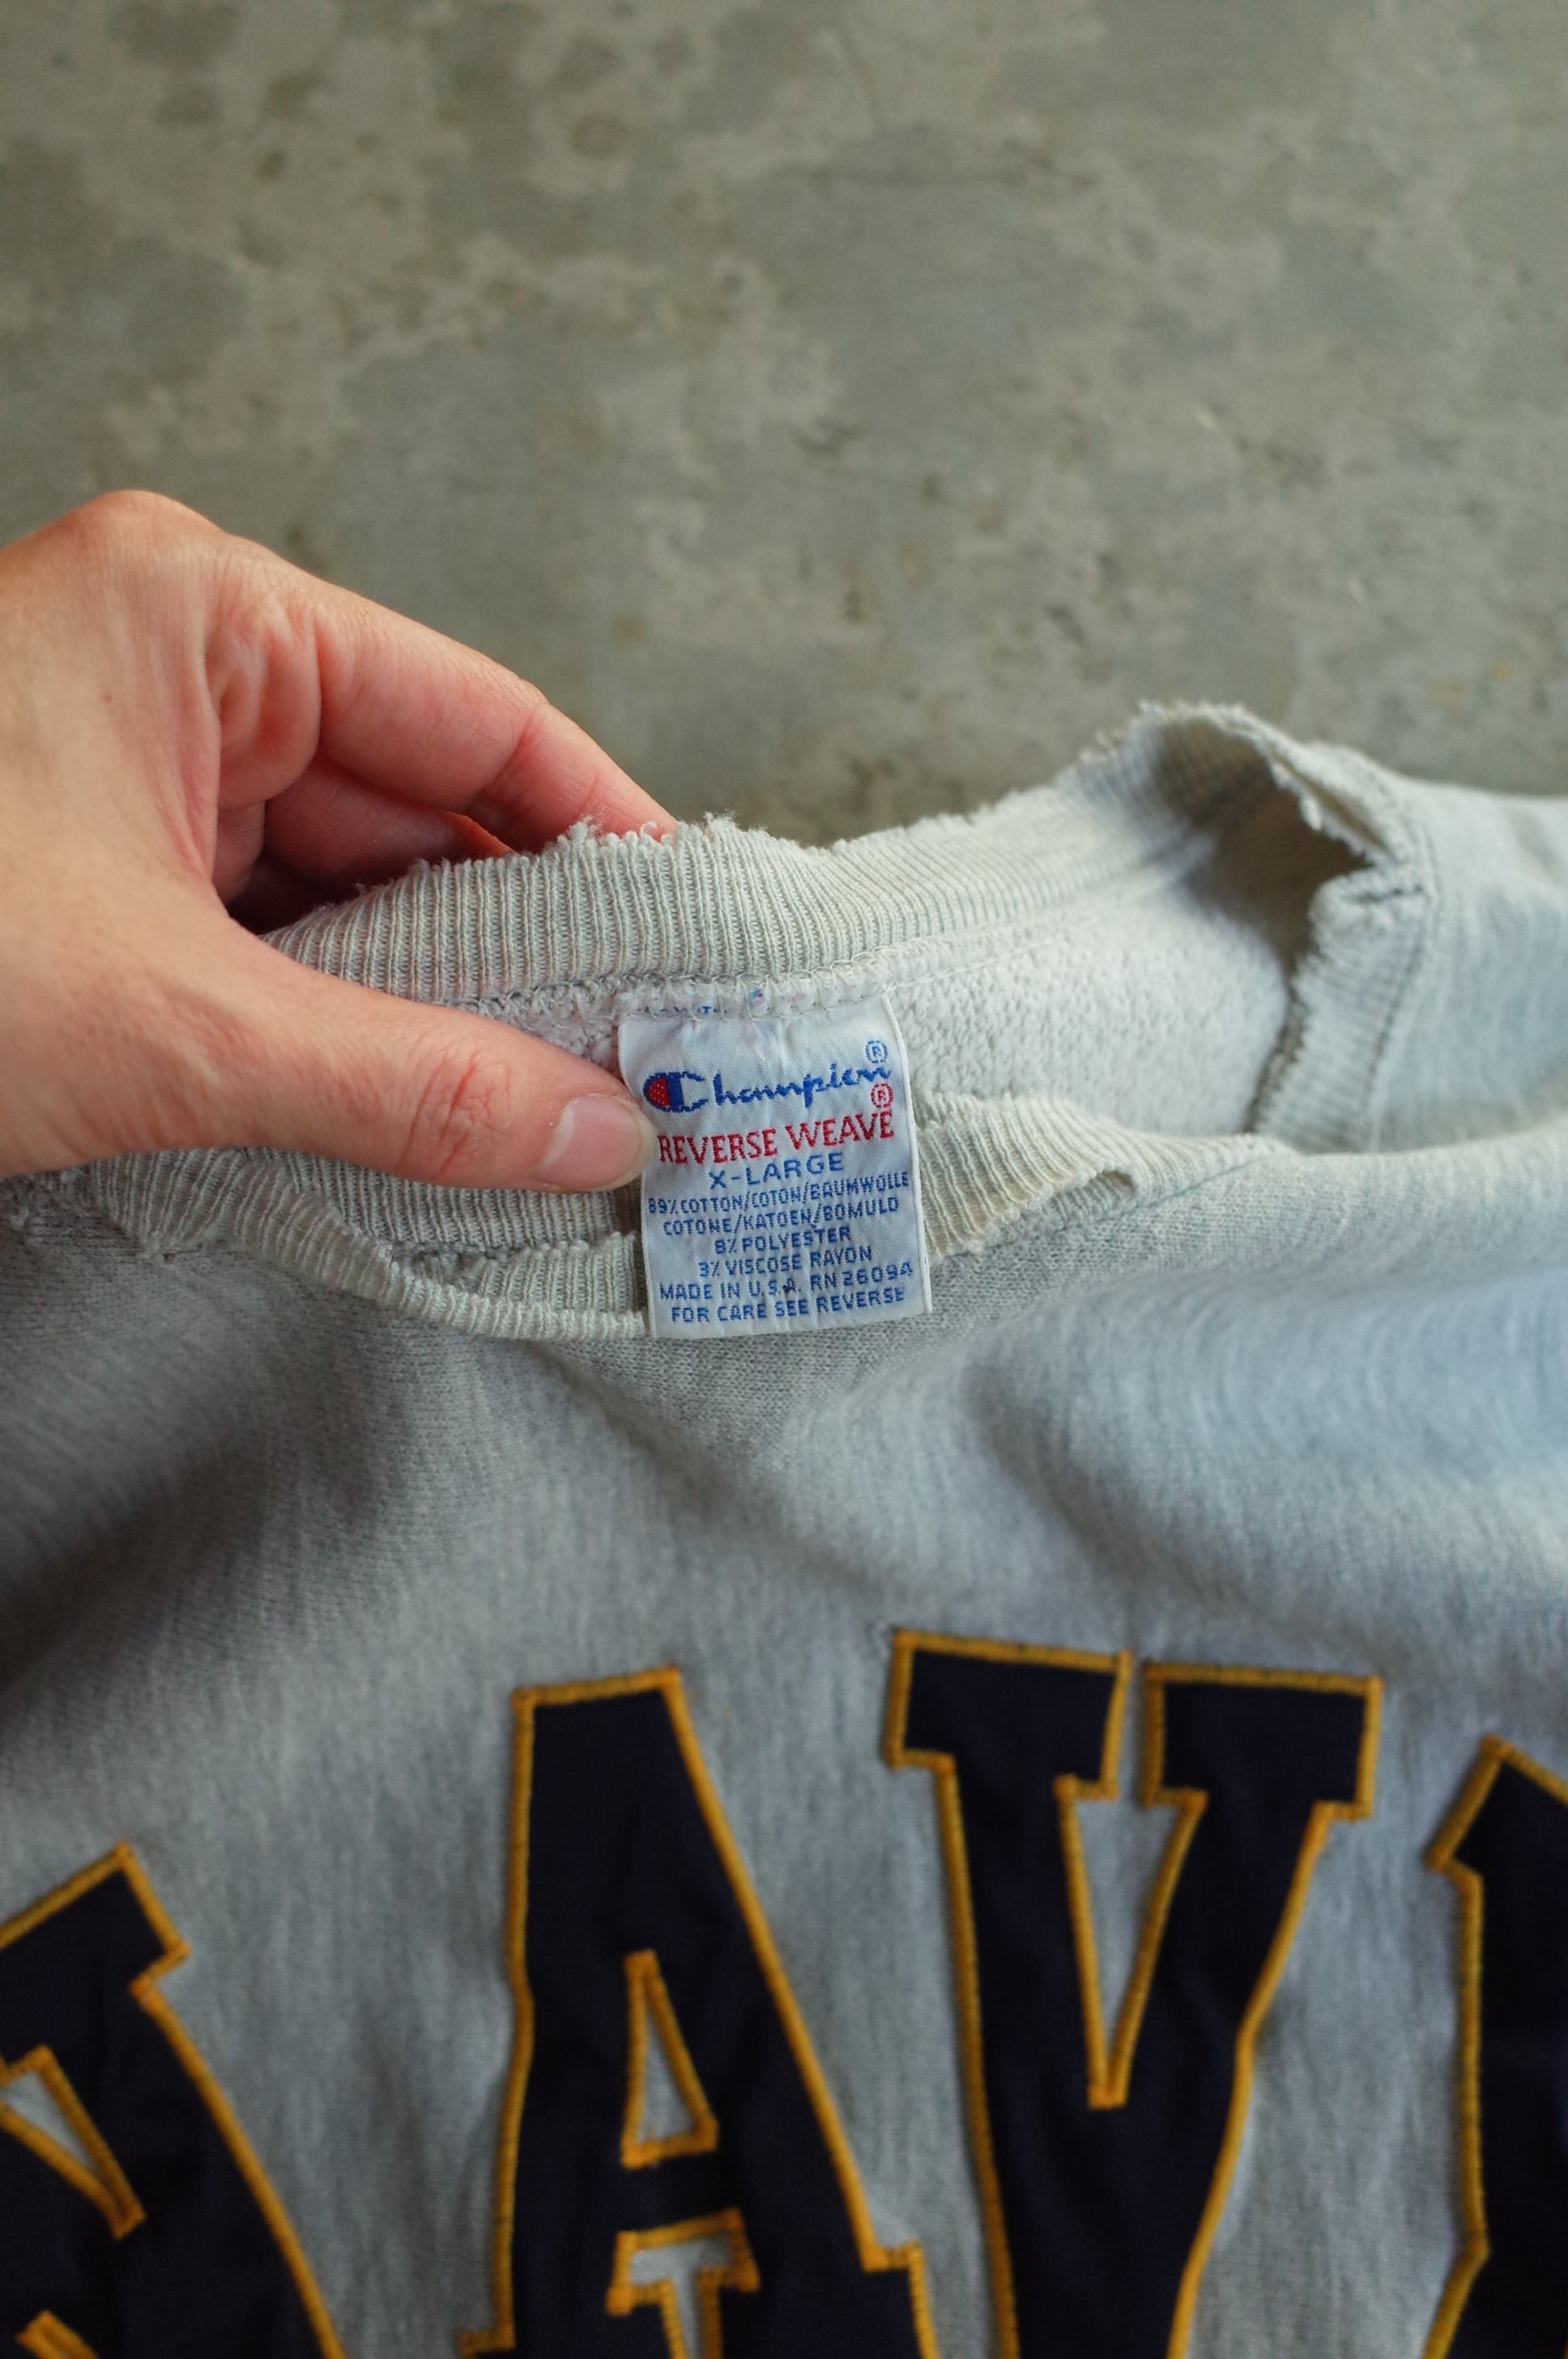 Champion®
REVERSE WEAVE®
X-LARGE
89% COTTON/COTON/BAUMWOLLE
COTONE/KATOEN/BOMULD
8% POLYESTER
3% VISCOSE RAYON
MADE IN U.S.A. RN 26094
FOR CARE SEE REVERSE
NAVY